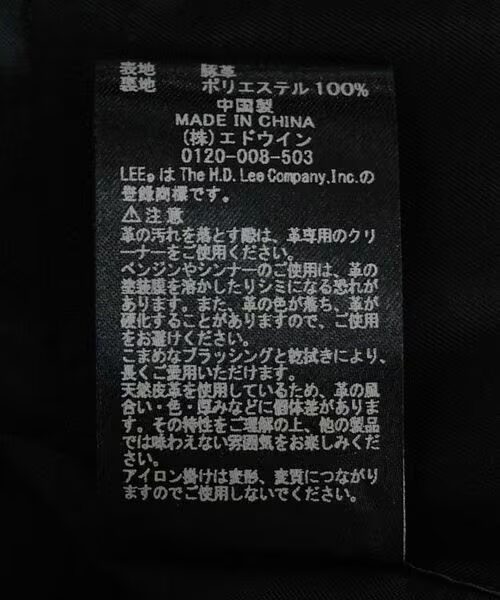 表地　豚革
裏地　ポリエステル100%
中国製
MADE IN CHINA
(株)エドウイン
0120-008-503
LEE®は The H.D. Lee Company,Inc.の
登録商標です。
⚠注意
革の汚れを落とす際は、革専用のクリ
ーナーをご使用ください。
ベンジンやシンナーのご使用は、革の
塗装膜を溶かしたりシミになる恐れが
あります。また、革の色が落ち、革が
硬化することがありますので、ご使用
をお避けください。
こまめなブラッシングと乾拭きにより、
長くご愛用いただけます。
天然皮革を使用しているため、革の風
合い・色・厚みなどに個体差がありま
す。その特性をご理解の上、他の製品
では味わえない雰囲気をお楽しみくだ
さい。
アイロン掛けは変形、変質につながり
ますのでご使用しないでください。